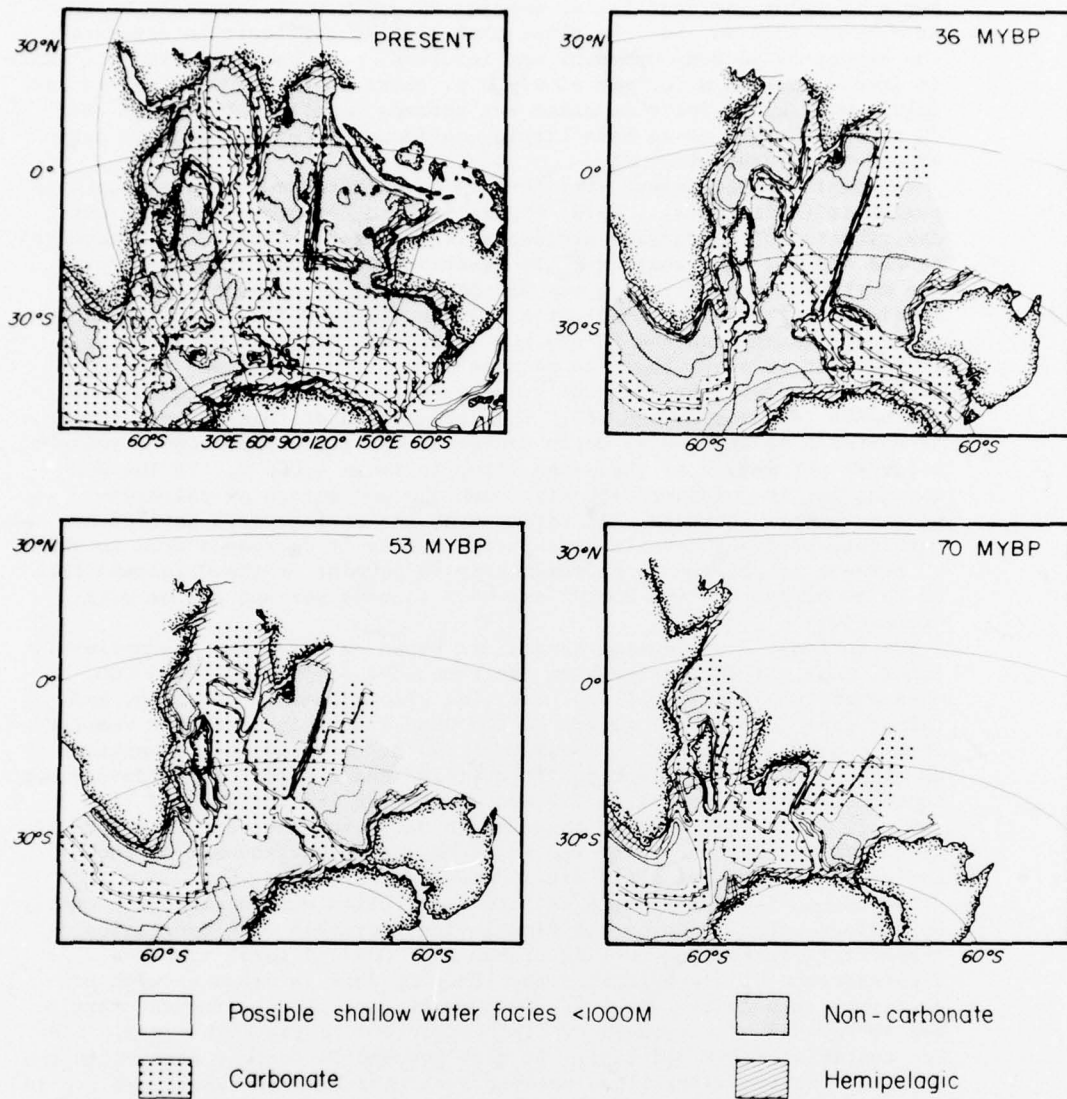 PRESENT
30°N
0°
30°S
60°S 30°E 60° 90° 120° 150°E 60°S
36 MYBP
30°N
0°
30°S
60°S 60°S
53 MYBP
30°N
0°
30°S
60°S 60°S
70 MYBP
30°N
0°
30°S
60°S 60°S
Possible shallow water facies <1000M
Non-carbonate
Carbonate
Hemipelagic